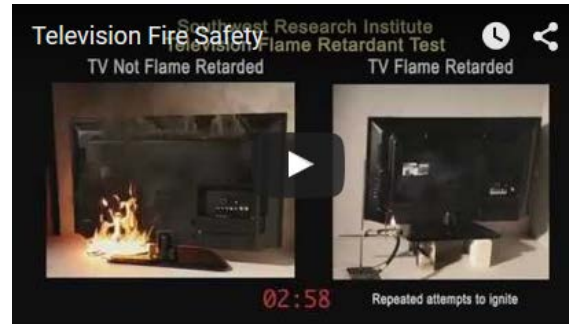 Southwest Research Institute
Television Fire Safety
Television Flame Retardant Test
TV Not Flame Retarded
TV Flame Retarded
02:58
Repeated attempts to ignite